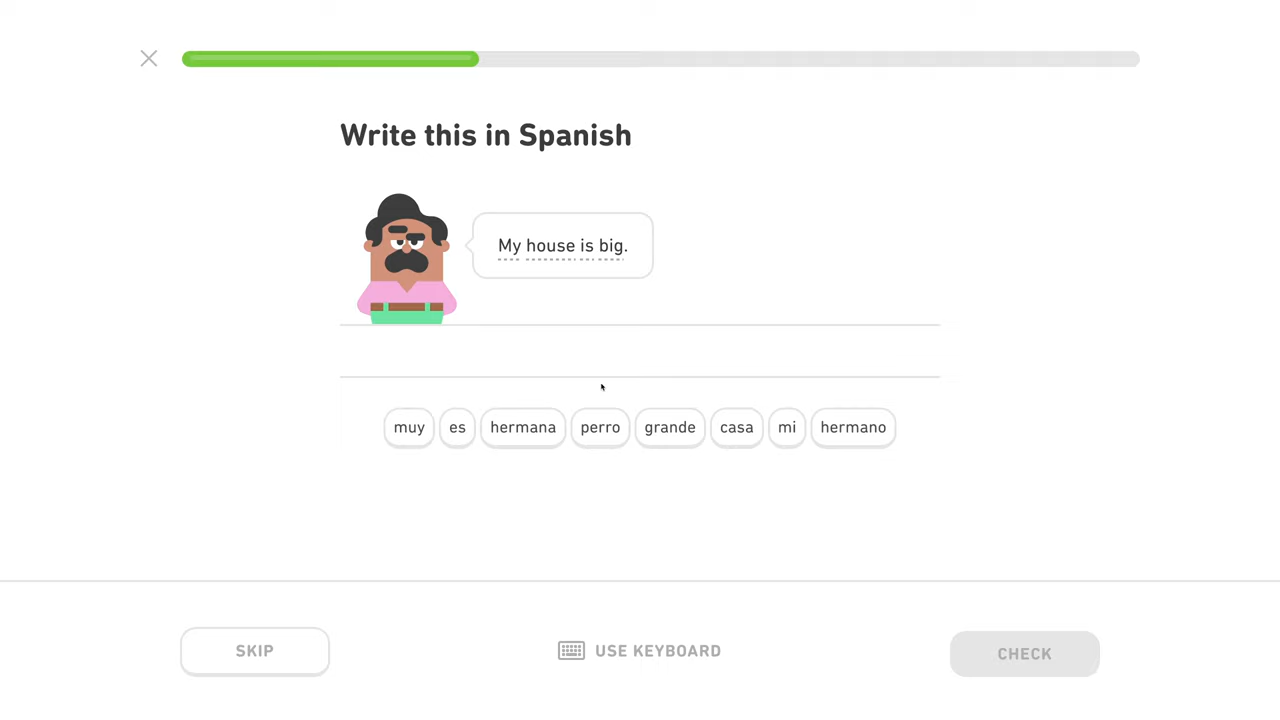 Write this in Spanish
My house is big.
muy es hermana perro grande casa mi hermano
SKIP USE KEYBOARD CHECK